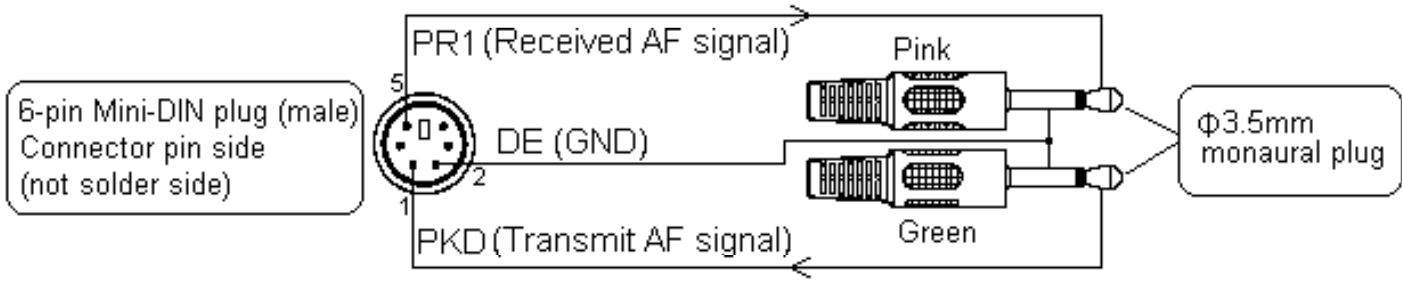 PR1 (Received AF signal)
Pink
5
6-pin Mini-DIN plug (male)
Connector pin side
(not solder side)
DE (GND)
Φ3.5mm
monaural plug
2
1
PKD (Transmit AF signal)
Green